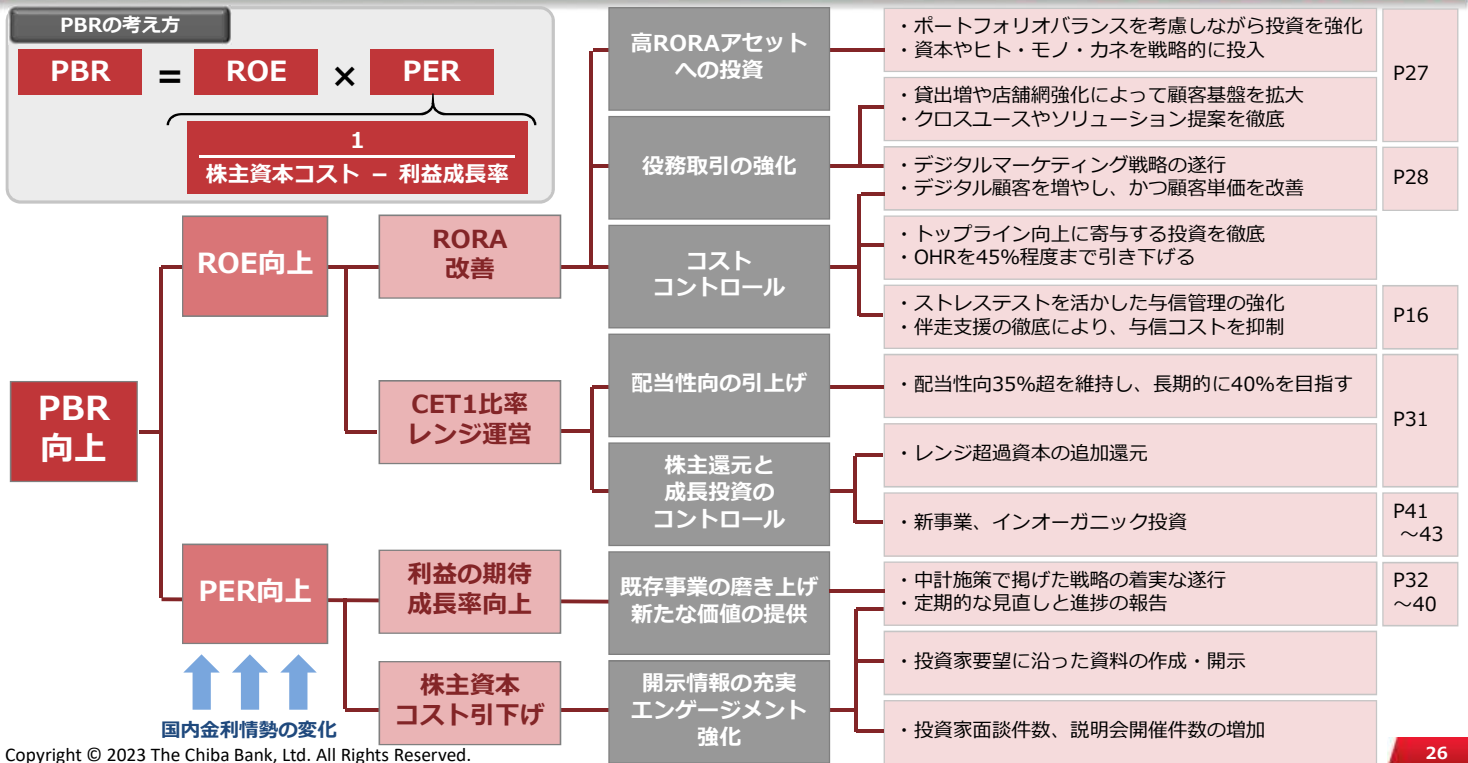 PBRの考え方
PBR = ROE × PER
1
株主資本コスト － 利益成長率
PBR
向上
ROE向上
PER向上
国内金利情勢の変化
RORA
改善
CET1比率
レンジ運営
利益の期待
成長率向上
株主資本
コスト引下げ
高RORAアセット
への投資
役務取引の強化
コスト
コントロール
配当性向の引上げ
株主還元と
成長投資の
コントロール
既存事業の磨き上げ
新たな価値の提供
開示情報の充実
エンゲージメント
強化
・ポートフォリオバランスを考慮しながら投資を強化
・資本やヒト・モノ・カネを戦略的に投入
・貸出増や店舗網強化によって顧客基盤を拡大
・クロスユースやソリューション提案を徹底
P27
・デジタルマーケティング戦略の遂行
・デジタル顧客を増やし、かつ顧客単価を改善
P28
・トップライン向上に寄与する投資を徹底
・OHRを45%程度まで引き下げる
・ストレステストを活かした与信管理の強化
・伴走支援の徹底により、与信コストを抑制
P16
・配当性向35%超を維持し、長期的に40%を目指す
・レンジ超過資本の追加還元
P31
・新事業、インオーガニック投資
P41
～43
・中計施策で掲げた戦略の着実な遂行
・定期的な見直しと進捗の報告
P32
～40
・投資家要望に沿った資料の作成・開示
・投資家面談件数、説明会開催件数の増加
Copyright © 2023 The Chiba Bank, Ltd. All Rights Reserved.
26